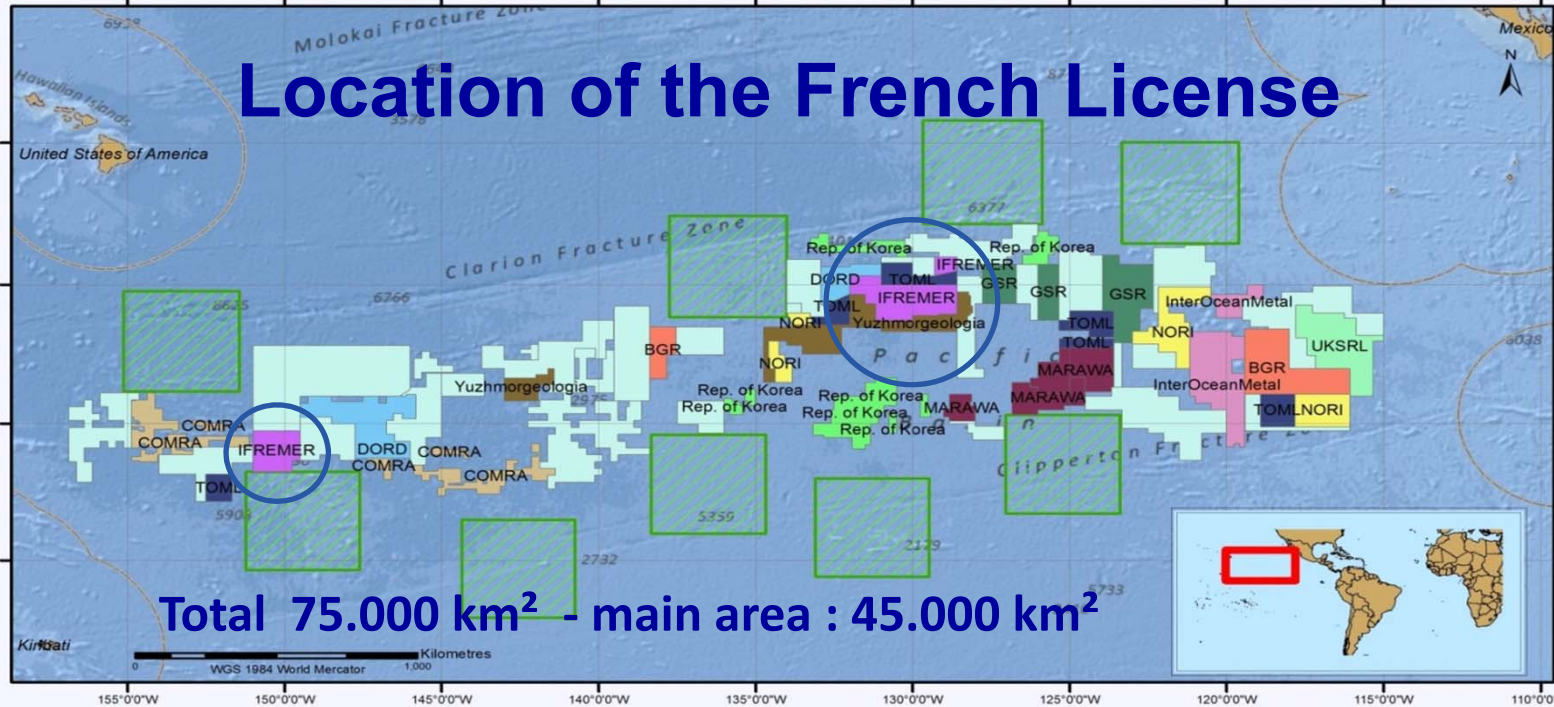 Location of the French License
Molokai Fracture Zone
Mexico
N
Hawaiian Islands
United States of America
6377
Clarion Fracture Zone
6766
Rep. of Korea
Rep. of Korea
IFREMER
DORD
TOML
GSR
GSR
GSR
IFREMER
TOML
InterOceanMetal
NORI
Yuzhmorgeologia
TOML
NORI
UKSRL
TOML
BGR
Pacific
NORI
MARAWA
BGR
Yuzhmorgeologia
InterOceanMetal
Rep. of Korea
Rep. of Korea
MARAWA
2975
Rep. of Korea
Rep. of Korea
MARAWA
TOML
NORI
COMRA
Rep. of Korea
COMRA
IFREMER
DORD
COMRA
Clipperton Fracture Zo
COMRA
COMRA
TOML
5359
2179
2732
5733
Total 75.000 km² - main area : 45.000 km²
Kiribati
Kilometres
0
WGS 1984 World Mercator
1,000
155°0'0"W
150°0'0"W
145°0'0"W
140°0'0"W
135°0'0"W
130°0'0"W
125°0'0"W
120°0'0"W
115°0'0"W